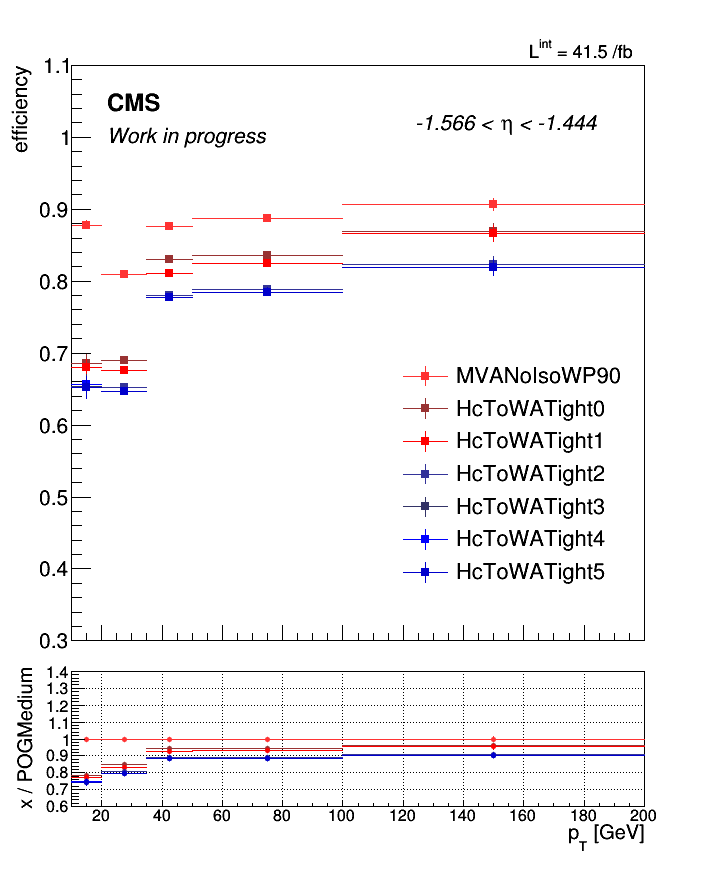 L^int = 41.5 /fb
efficiency
1.1
CMS
Work in progress
-1.566 < η < -1.444
1
0.9
0.8
0.7
0.6
0.5
0.4
0.3
MVANoIsoWP90
HcToWATight0
HcToWATight1
HcToWATight2
HcToWATight3
HcToWATight4
HcToWATight5
x / POGMedium
1.4
1.3
1.2
1.1
1
0.9
0.8
0.7
0.6
20 40 60 80 100 120 140 160 180 200
p_T [GeV]